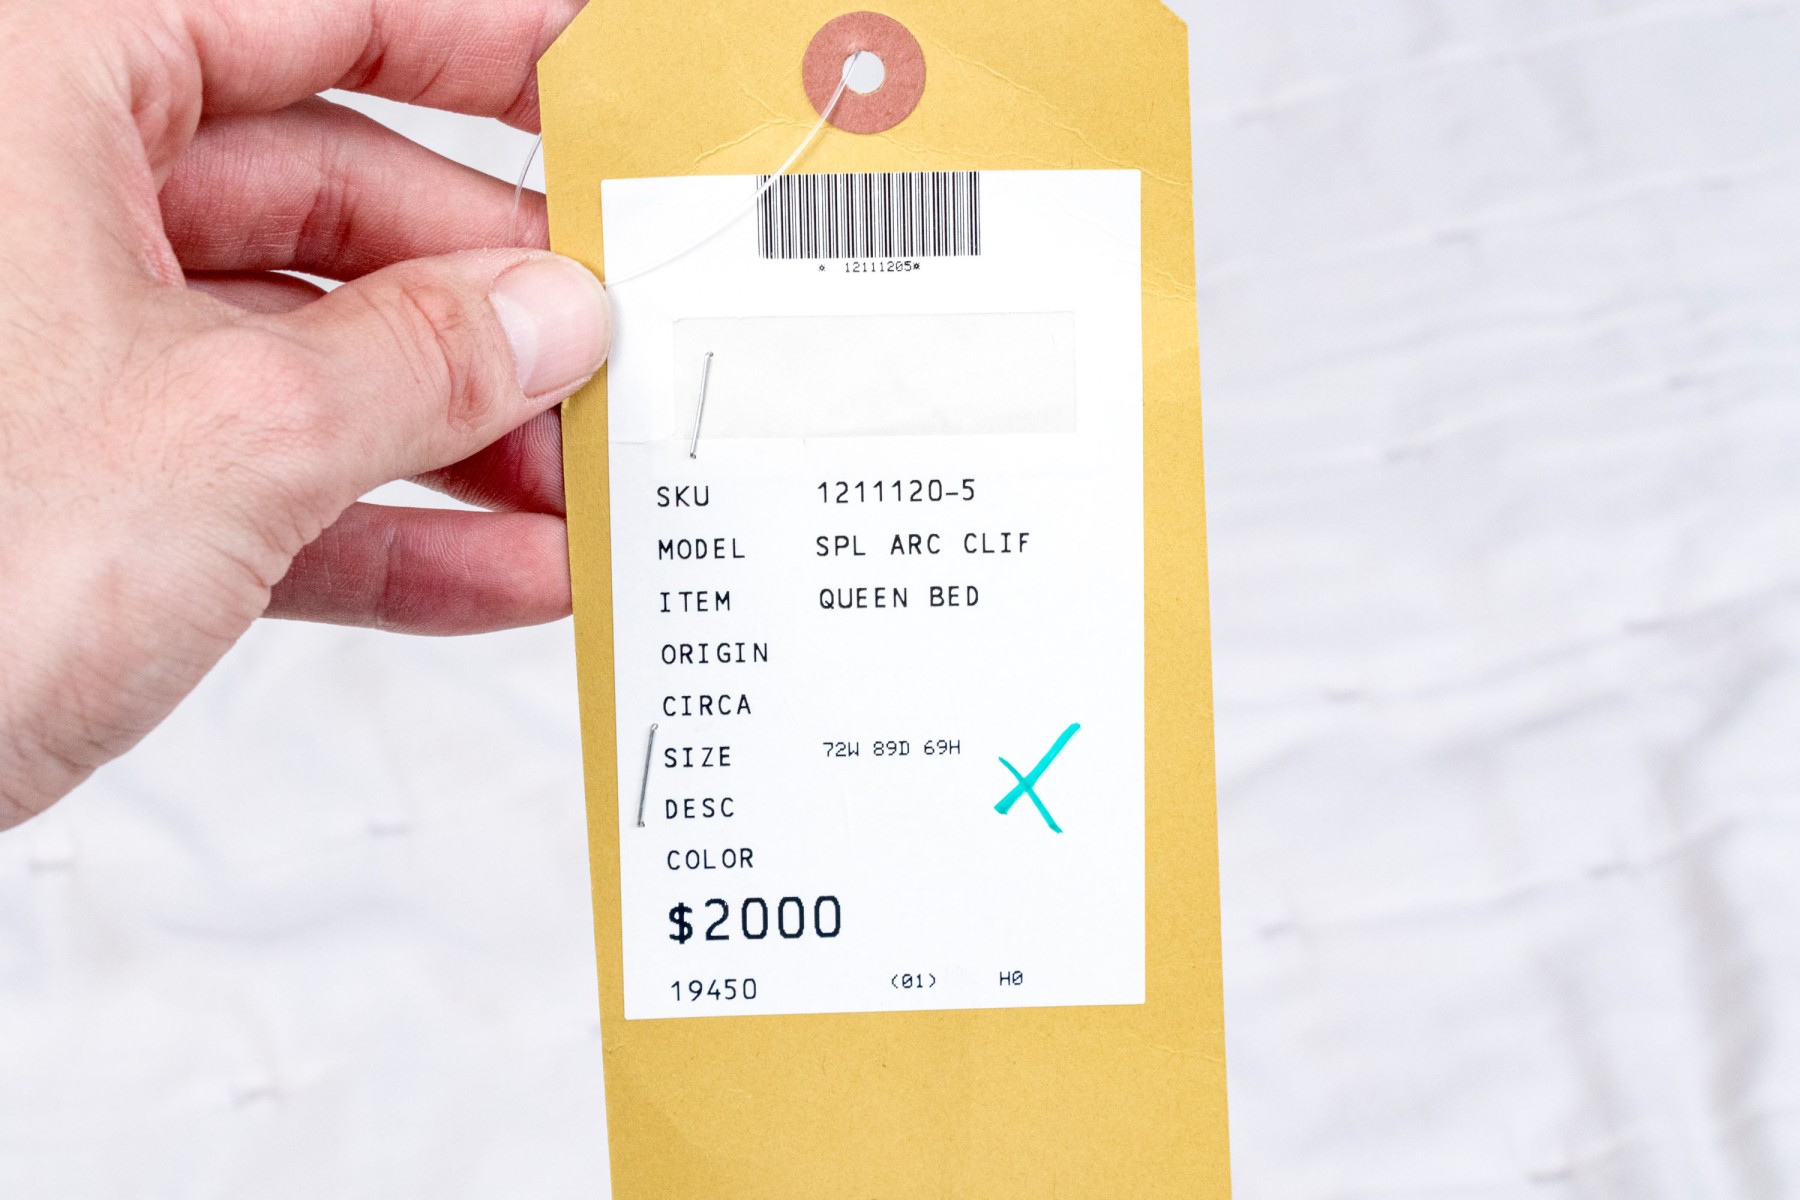 * 12111205*
SKU 1211120-5
MODEL SPL ARC CLIF
ITEM QUEEN BED
ORIGIN
CIRCA
SIZE 72W 89D 69H
DESC
COLOR
$2000
19450 (01) H0